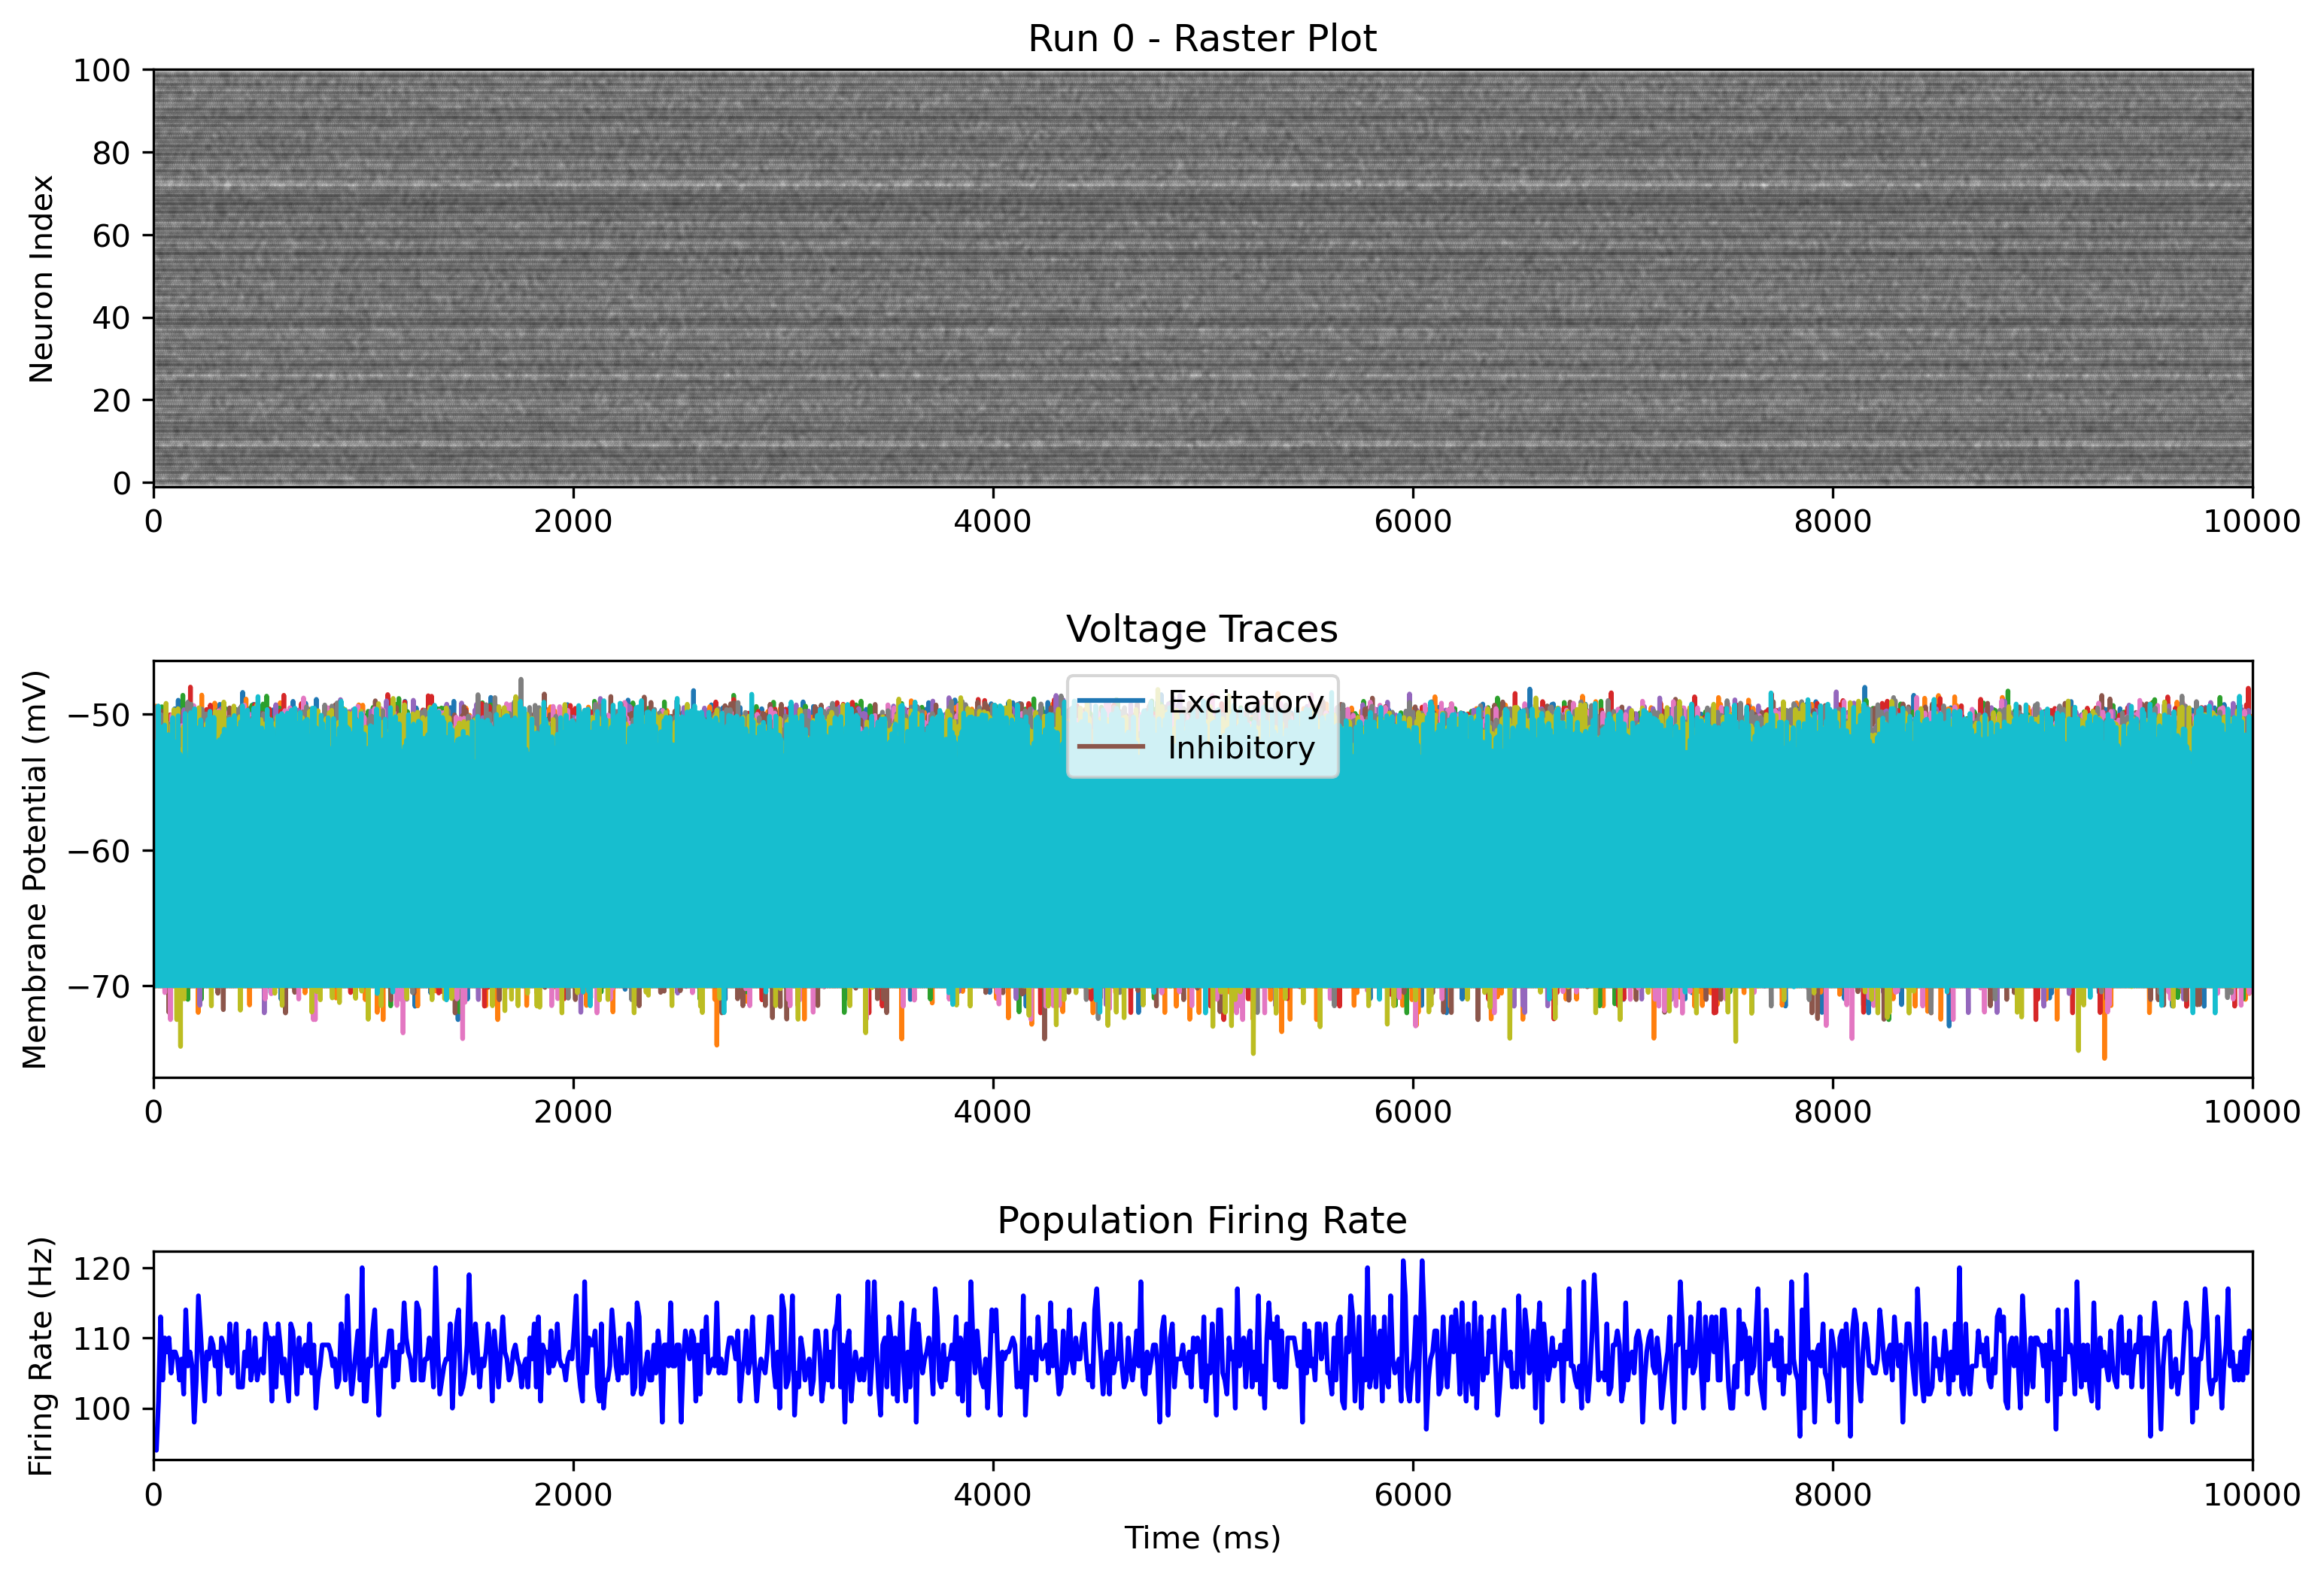 Run 0 - Raster Plot
Neuron Index
100
80
60
40
20
0
0 2000 4000 6000 8000 10000
Voltage Traces
Membrane Potential (mV)
−50
−60
−70
Excitatory
Inhibitory
0 2000 4000 6000 8000 10000
Population Firing Rate
Firing Rate (Hz)
120
110
100
0 2000 4000 6000 8000 10000
Time (ms)